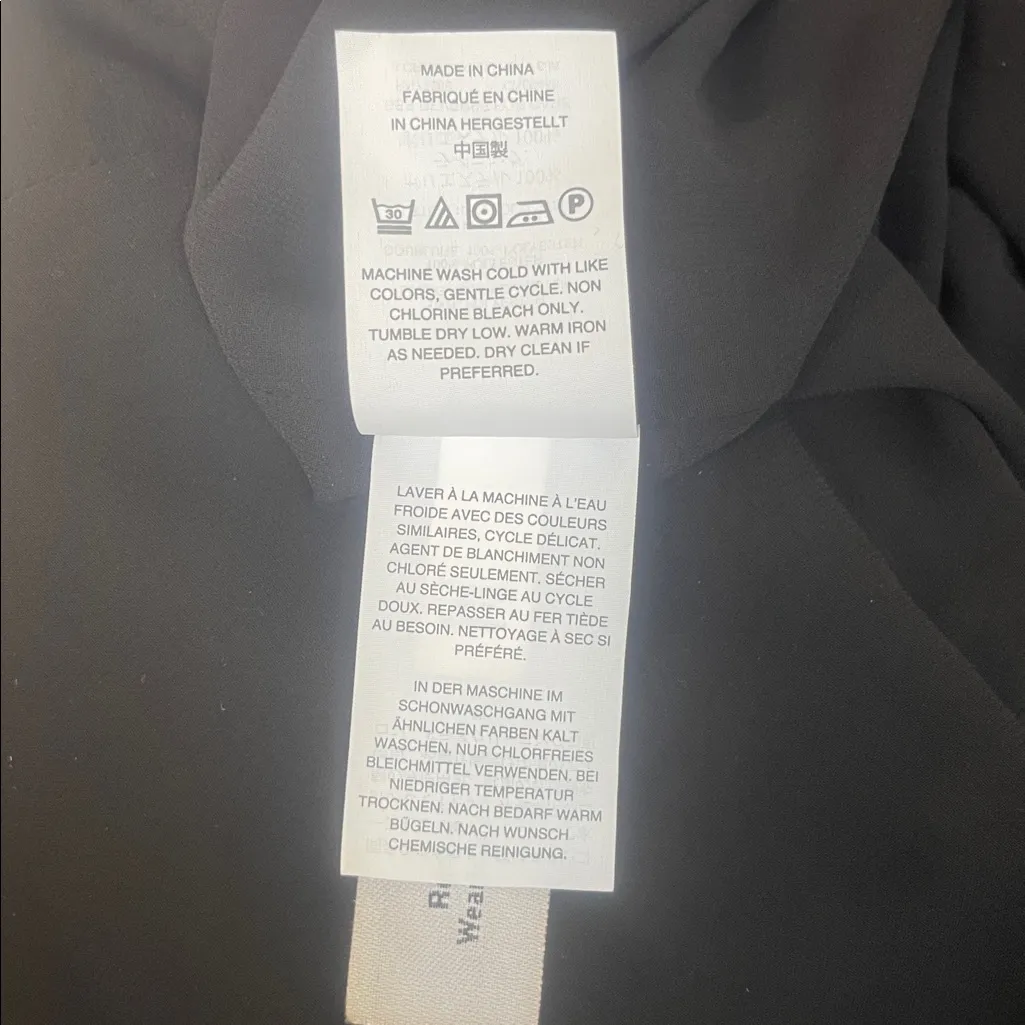 MADE IN CHINA
FABRIQUÉ EN CHINE
IN CHINA HERGESTELLT
中国製
30 P
MACHINE WASH COLD WITH LIKE
COLORS, GENTLE CYCLE. NON
CHLORINE BLEACH ONLY.
TUMBLE DRY LOW. WARM IRON
AS NEEDED. DRY CLEAN IF
PREFERRED.
LAVER À LA MACHINE À L'EAU
FROIDE AVEC DES COULEURS
SIMILAIRES, CYCLE DÉLICAT.
AGENT DE BLANCHIMENT NON
CHLORÉ SEULEMENT. SÉCHER
AU SÈCHE-LINGE AU CYCLE
DOUX. REPASSER AU FER TIÈDE
AU BESOIN. NETTOYAGE À SEC SI
PRÉFÉRÉ.
IN DER MASCHINE IM
SCHONWASCHGANG MIT
ÄHNLICHEN FARBEN KALT
WASCHEN. NUR CHLORFREIES
BLEICHMITTEL VERWENDEN. BEI
NIEDRIGER TEMPERATUR
TROCKNEN. NACH BEDARF WARM
BÜGELN. NACH WUNSCH
CHEMISCHE REINIGUNG.